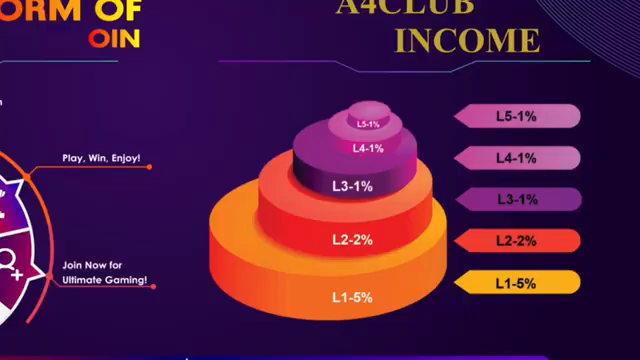 ORM OF
OIN
A4CLUB
INCOME
Play, Win, Enjoy!
Join Now for
Ultimate Gaming!
L5-1%
L4-1%
L3-1%
L2-2%
L1-5%
L5-1%
L4-1%
L3-1%
L2-2%
L1-5%